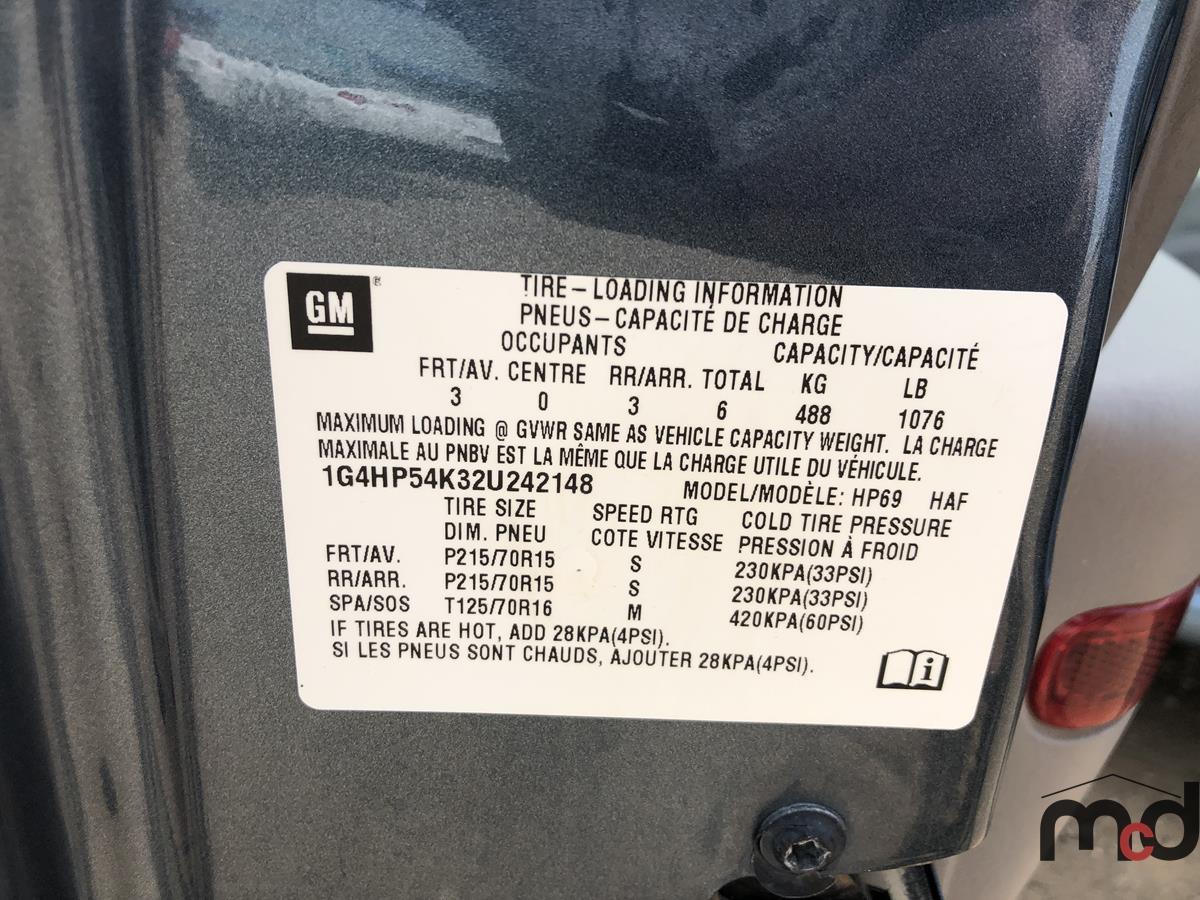 GM®
TIRE–LOADING INFORMATION
PNEUS–CAPACITÉ DE CHARGE
OCCUPANTS CAPACITY/CAPACITÉ
FRT/AV. CENTRE RR/ARR. TOTAL KG LB
3 0 3 6 488 1076
MAXIMUM LOADING @ GVWR SAME AS VEHICLE CAPACITY WEIGHT. LA CHARGE
MAXIMALE AU PNBV EST LA MÊME QUE LA CHARGE UTILE DU VÉHICULE.
1G4HP54K32U242148 MODEL/MODÈLE: HP69 HAF
TIRE SIZE SPEED RTG COLD TIRE PRESSURE
DIM. PNEU COTE VITESSE PRESSION À FROID
FRT/AV. P215/70R15 S 230KPA(33PSI)
RR/ARR. P215/70R15 S 230KPA(33PSI)
SPA/SOS T125/70R16 M 420KPA(60PSI)
IF TIRES ARE HOT, ADD 28KPA(4PSI).
SI LES PNEUS SONT CHAUDS, AJOUTER 28KPA(4PSI).
i
mcd